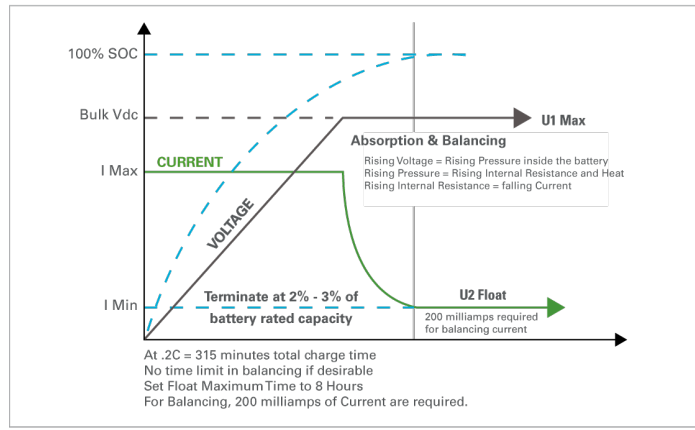 100% SOC
Bulk Vdc
U1 Max
Absorption & Balancing
Rising Voltage = Rising Pressure inside the battery
Rising Pressure = Rising Internal Resistance and Heat
Rising Internal Resistance = falling Current
I Max
CURRENT
VOLTAGE
I Min
Terminate at 2% - 3% of
battery rated capacity
U2 Float
200 milliamps required
for balancing current
At .2C = 315 minutes total charge time
No time limit in balancing if desirable
Set Float Maximum Time to 8 Hours
For Balancing, 200 milliamps of Current are required.